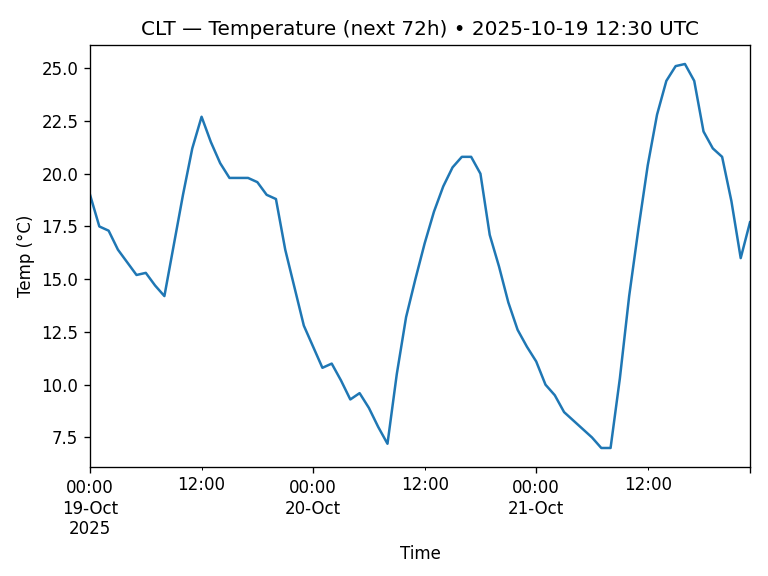 CLT — Temperature (next 72h) • 2025-10-19 12:30 UTC
Temp (°C)
25.0
22.5
20.0
17.5
15.0
12.5
10.0
7.5
00:00 12:00 00:00 12:00 00:00 12:00
19-Oct 20-Oct 21-Oct
2025
Time